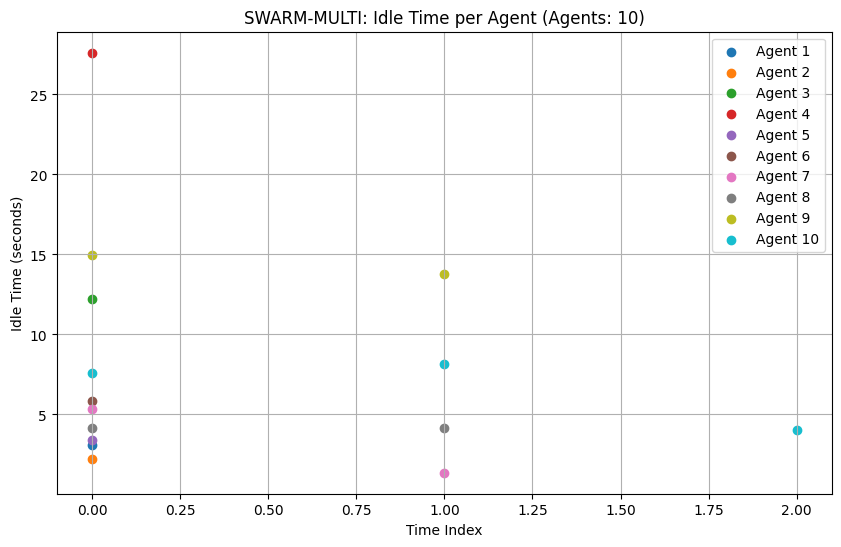 SWARM-MULTI: Idle Time per Agent (Agents: 10)
Agent 1
Agent 2
Agent 3
Agent 4
Agent 5
Agent 6
Agent 7
Agent 8
Agent 9
Agent 10
Idle Time (seconds)
25
20
15
10
5
0.00 0.25 0.50 0.75 1.00 1.25 1.50 1.75 2.00
Time Index